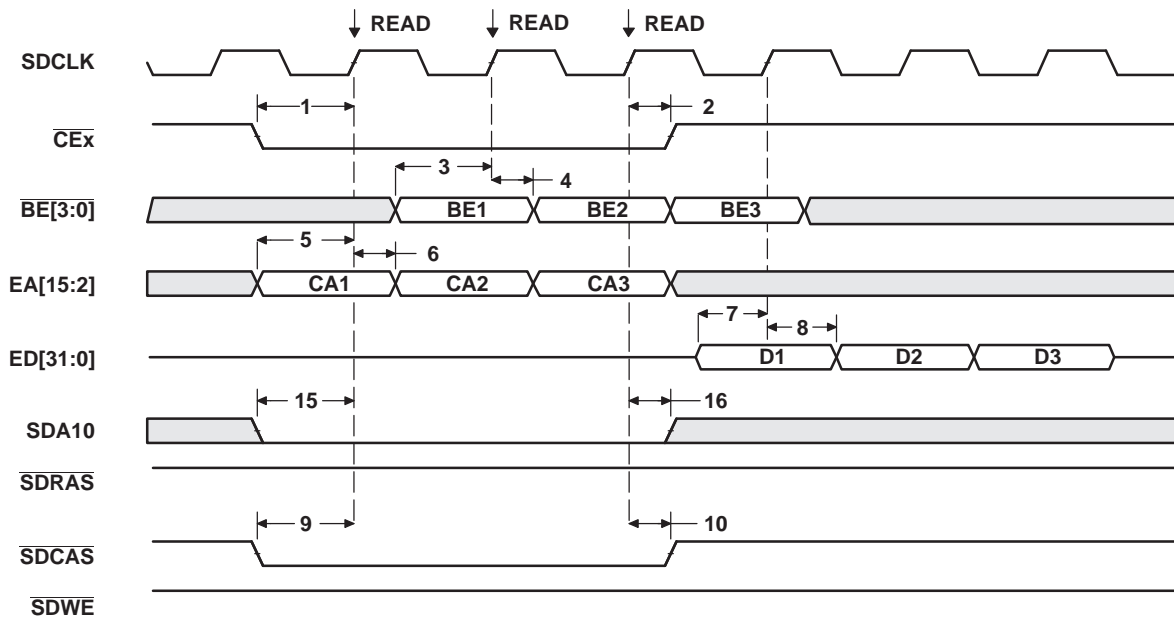 READ READ READ
SDCLK
1 2
CEx
3 4
BE[3:0] BE1 BE2 BE3
5 6
EA[15:2] CA1 CA2 CA3
7 8
ED[31:0] D1 D2 D3
15 16
SDA10
SDRAS
9 10
SDCAS
SDWE